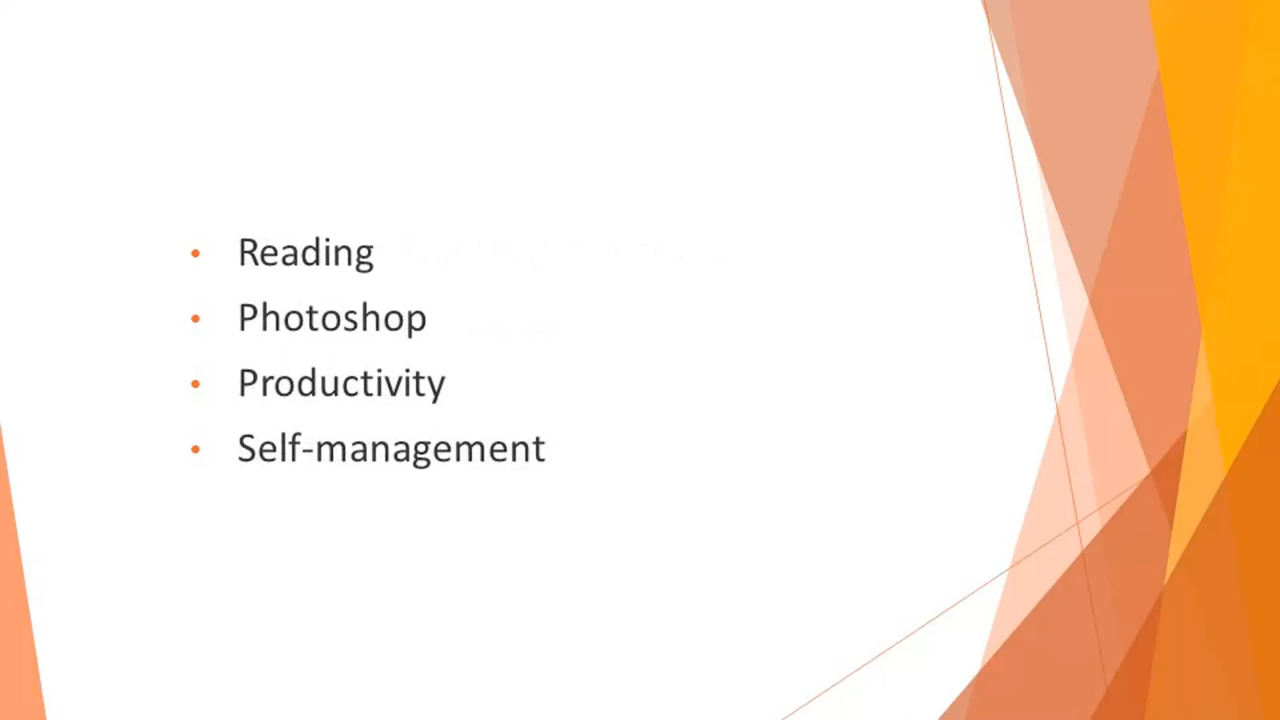 • Reading
• Photoshop
• Productivity
• Self-management